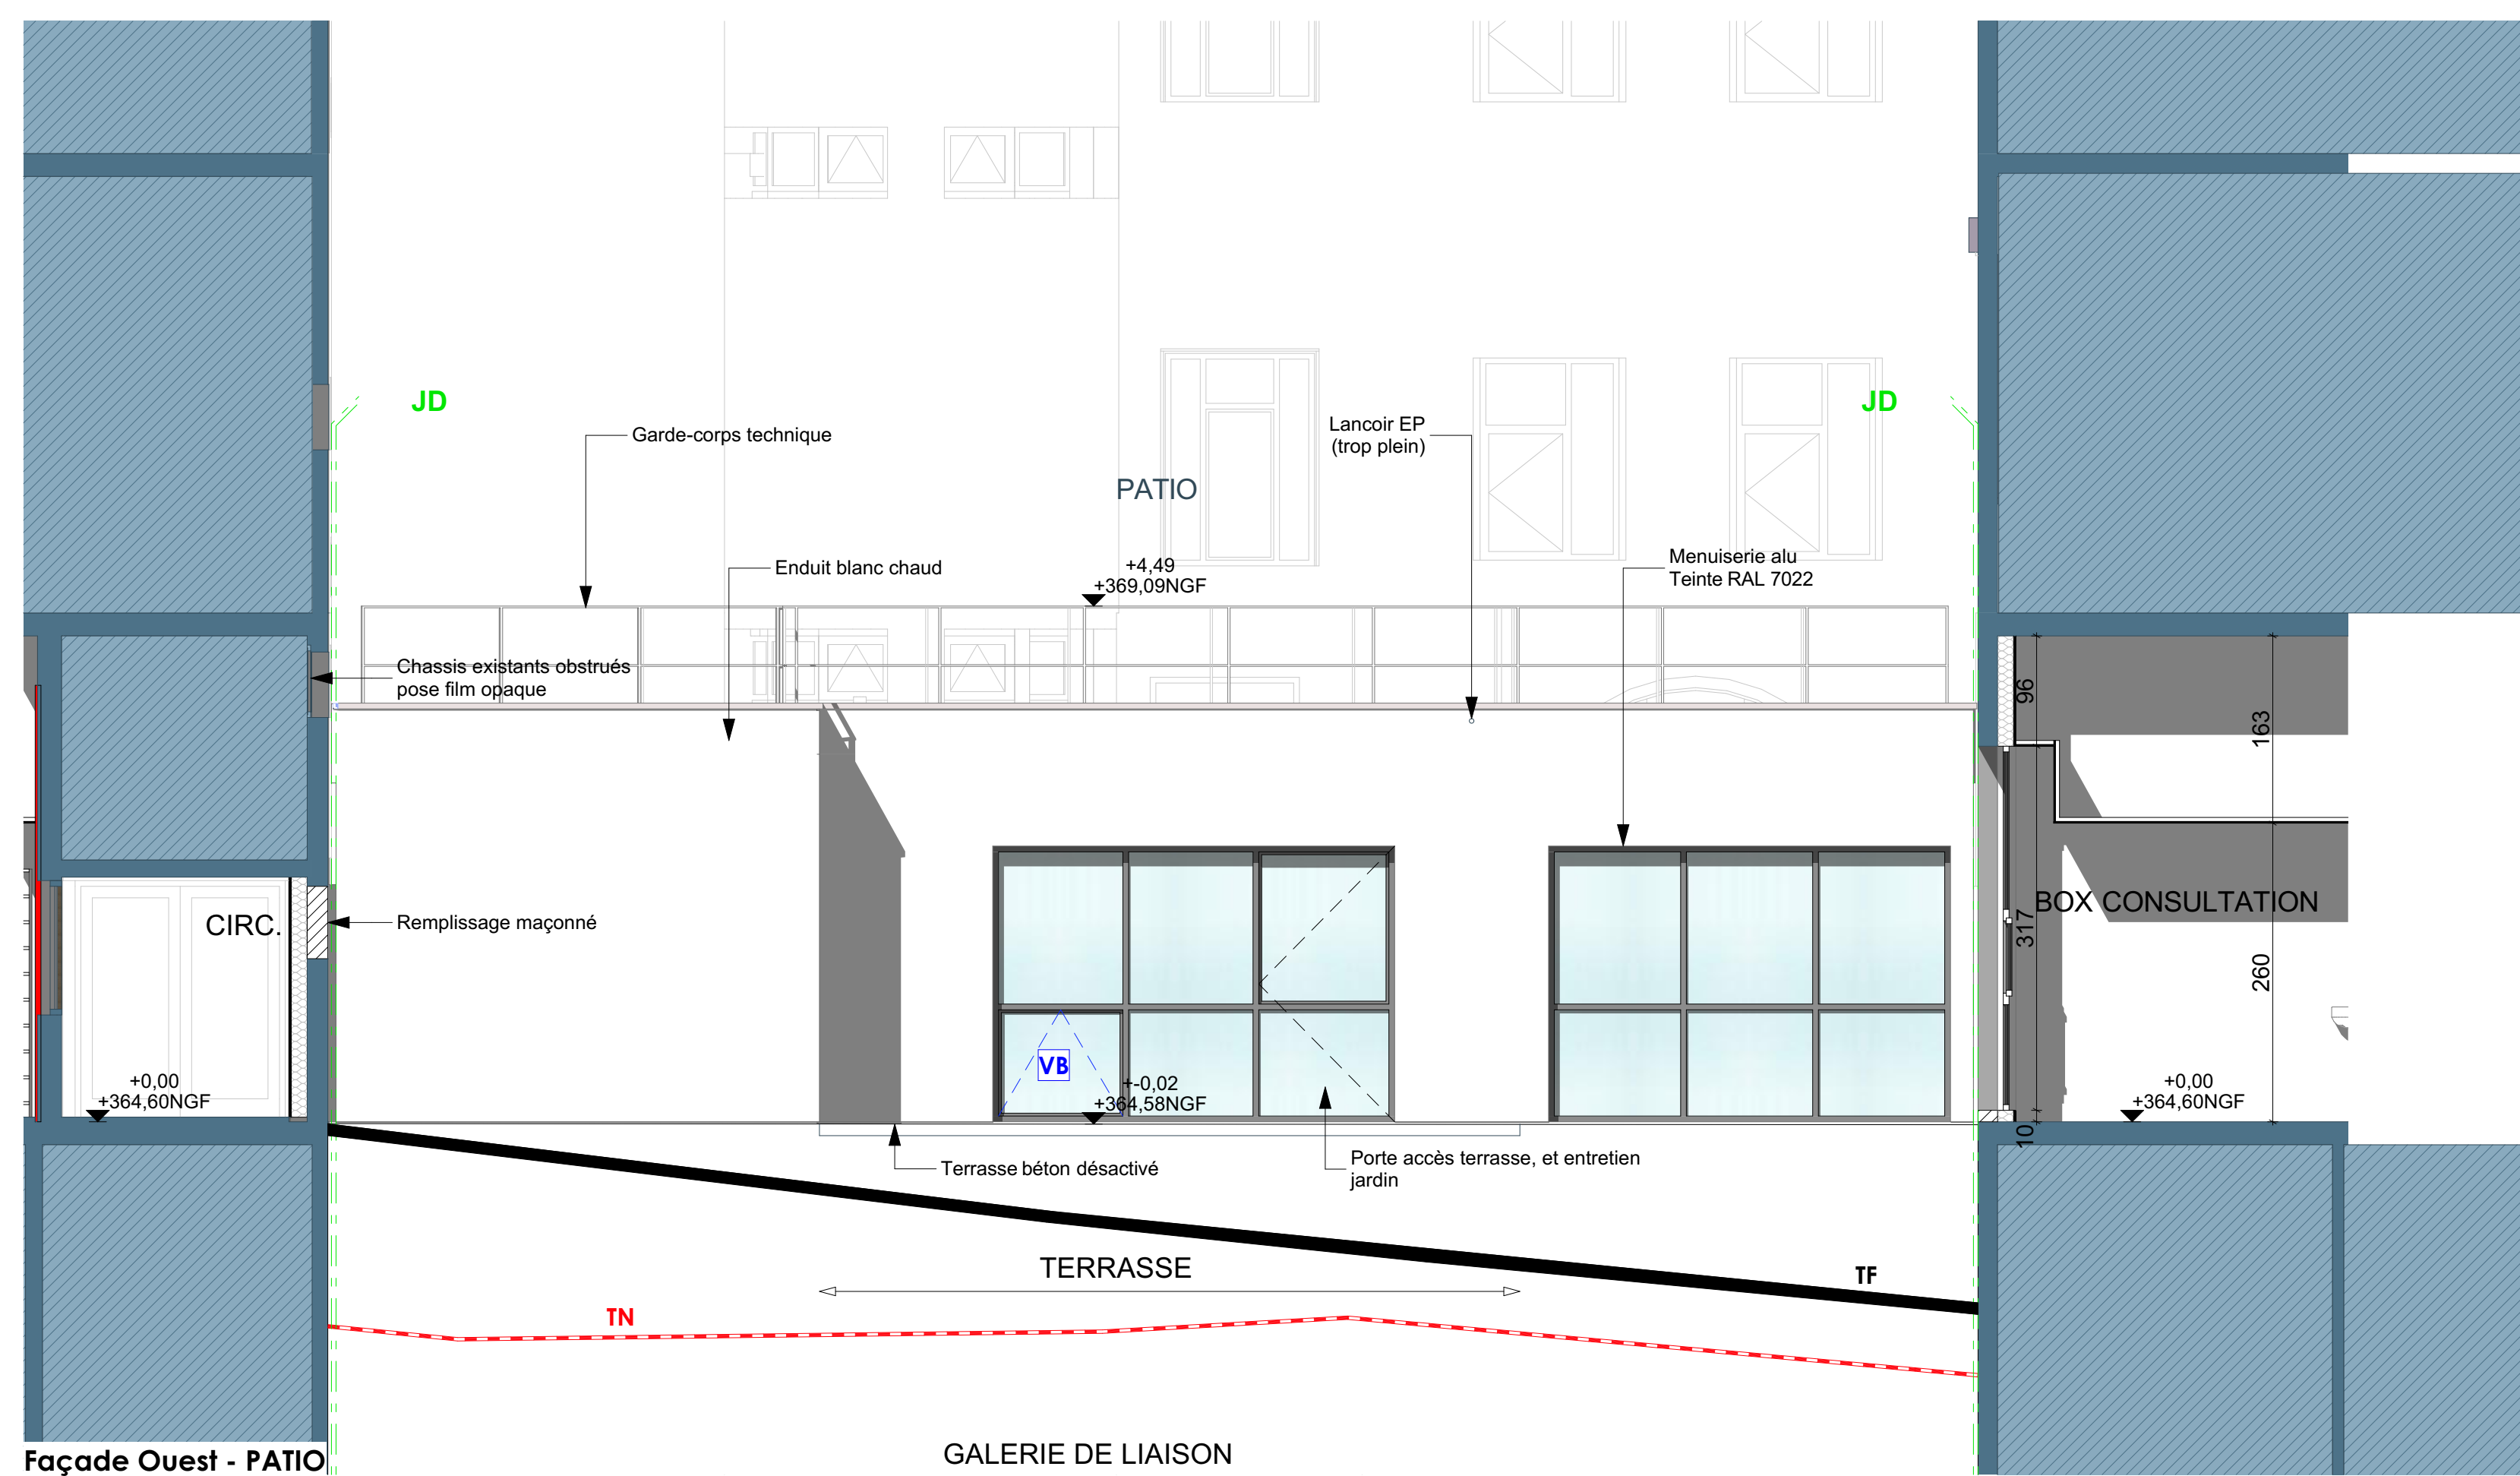 JD
JD
Garde-corps technique
Lancoir EP
(trop plein)
PATIO
Enduit blanc chaud
+4,49
+369,09NGF
Menuiserie alu
Teinte RAL 7022
Chassis existants obstrués
pose film opaque
96
163
CIRC.
Remplissage maçonné
BOX CONSULTATION
317
260
VB
+0,00
+364,60NGF
+-0,02
+364,58NGF
+0,00
+364,60NGF
10
Terrasse béton désactivé
Porte accès terrasse, et entretien
jardin
TERRASSE
TF
TN
GALERIE DE LIAISON
Façade Ouest - PATIO